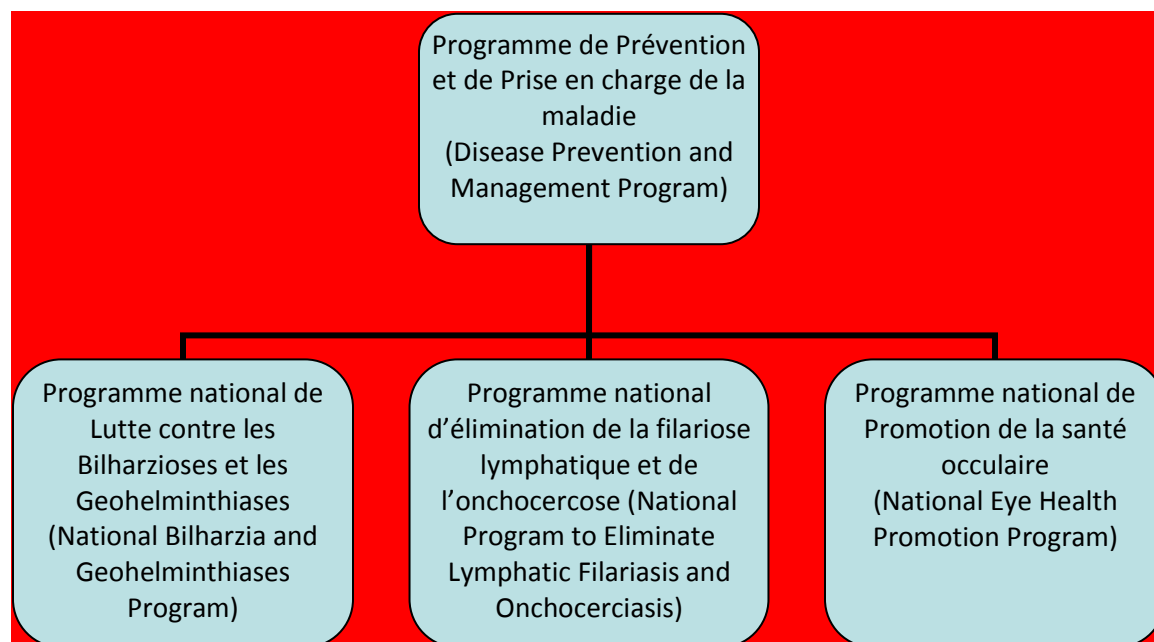 Programme de Prévention
et de Prise en charge de la
maladie
(Disease Prevention and
Management Program)
Programme national de
Lutte contre les
Bilharzioses et les
Geohelminthiases
(National Bilharzia and
Geohelminthiases
Program)
Programme national
d’élimination de la filariose
lymphatique et de
l’onchocercose (National
Program to Eliminate
Lymphatic Filariasis and
Onchocerciasis)
Programme national de
Promotion de la santé
occulaire
(National Eye Health
Promotion Program)